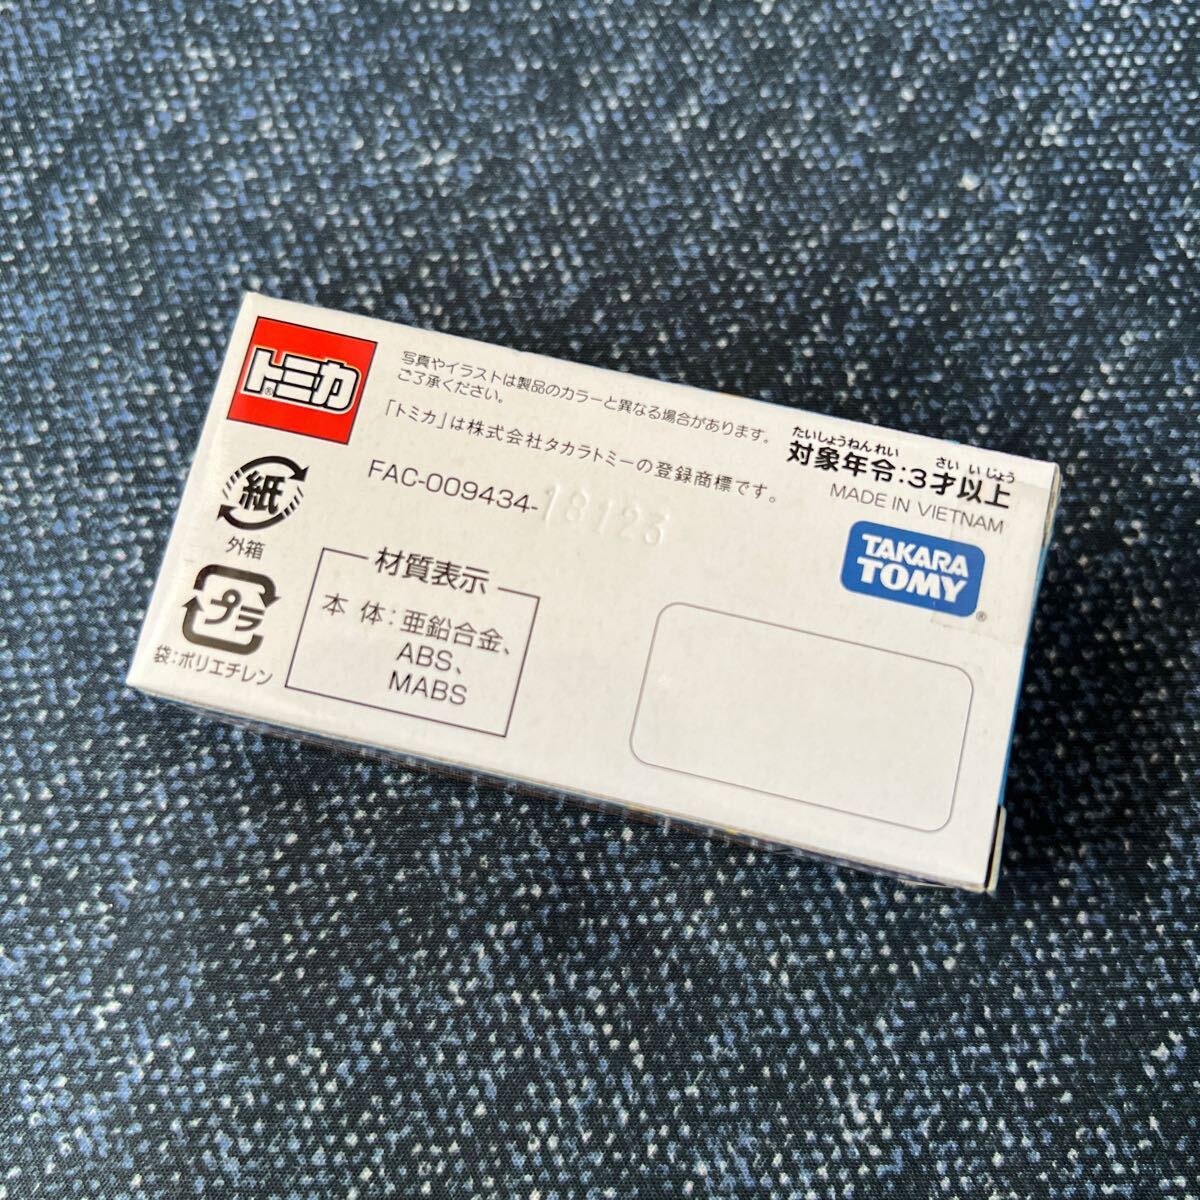 トミカ®
写真やイラストは製品のカラーと異なる場合があります。
ご了承ください。
「トミカ」は株式会社タカラトミーの登録商標です。
FAC-009434-18123
たいしょうねんれい さい いじょう
対象年令:3才以上
MADE IN VIETNAM
TAKARA
TOMY®
紙
外箱
プラ
袋:ポリエチレン
材質表示
本 体:亜鉛合金、
ABS、
MABS